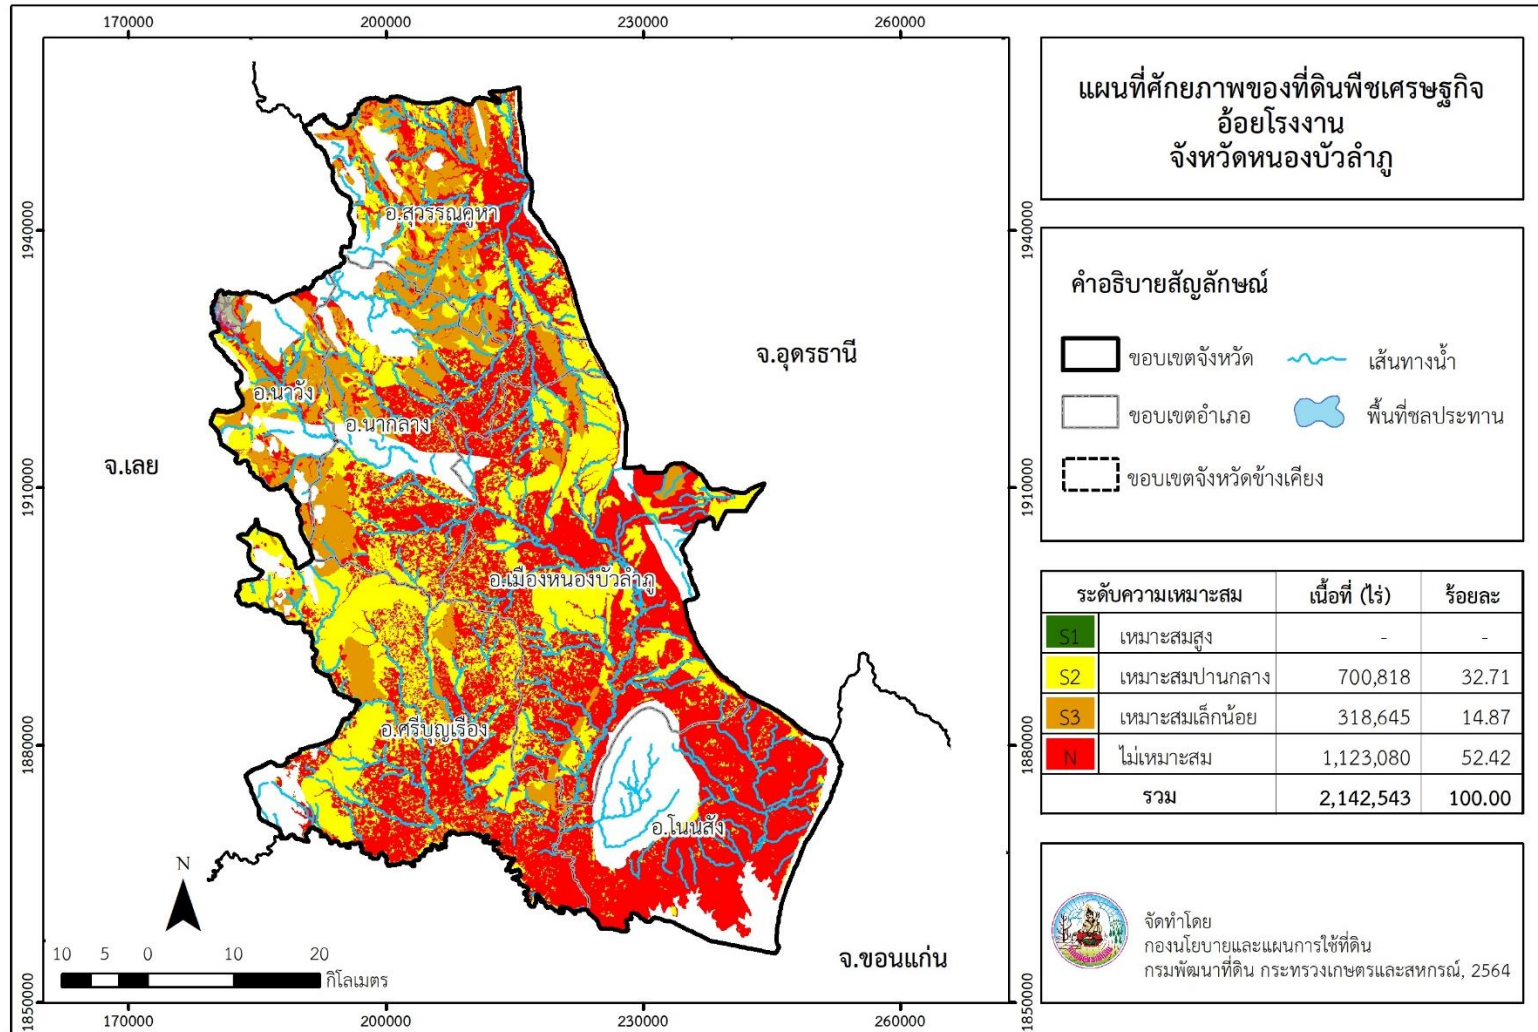 170000 200000 230000 260000
1940000
1910000
1880000
1850000
อ.สุวรรณคูหา
อ.นาวัง
อ.นากลาง
อ.เมืองหนองบัวลำภู
อ.ศรีบุญเรือง
อ.โนนสัง
จ.อุดรธานี
จ.เลย
จ.ขอนแก่น
N
10 5 0 10 20
กิโลเมตร
1940000
1910000
1880000
1850000
170000 200000 230000 260000
แผนที่ศักยภาพของที่ดินพืชเศรษฐกิจ
อ้อยโรงงาน
จังหวัดหนองบัวลำภู
คำอธิบายสัญลักษณ์
ขอบเขตจังหวัด เส้นทางน้ำ
ขอบเขตอำเภอ พื้นที่ชลประทาน
ขอบเขตจังหวัดข้างเคียง
ระดับความเหมาะสม เนื้อที่ (ไร่) ร้อยละ
S1 เหมาะสมสูง - -
S2 เหมาะสมปานกลาง 700,818 32.71
S3 เหมาะสมเล็กน้อย 318,645 14.87
N ไม่เหมาะสม 1,123,080 52.42
รวม 2,142,543 100.00
จัดทำโดย
กองนโยบายและแผนการใช้ที่ดิน
กรมพัฒนาที่ดิน กระทรวงเกษตรและสหกรณ์, 2564